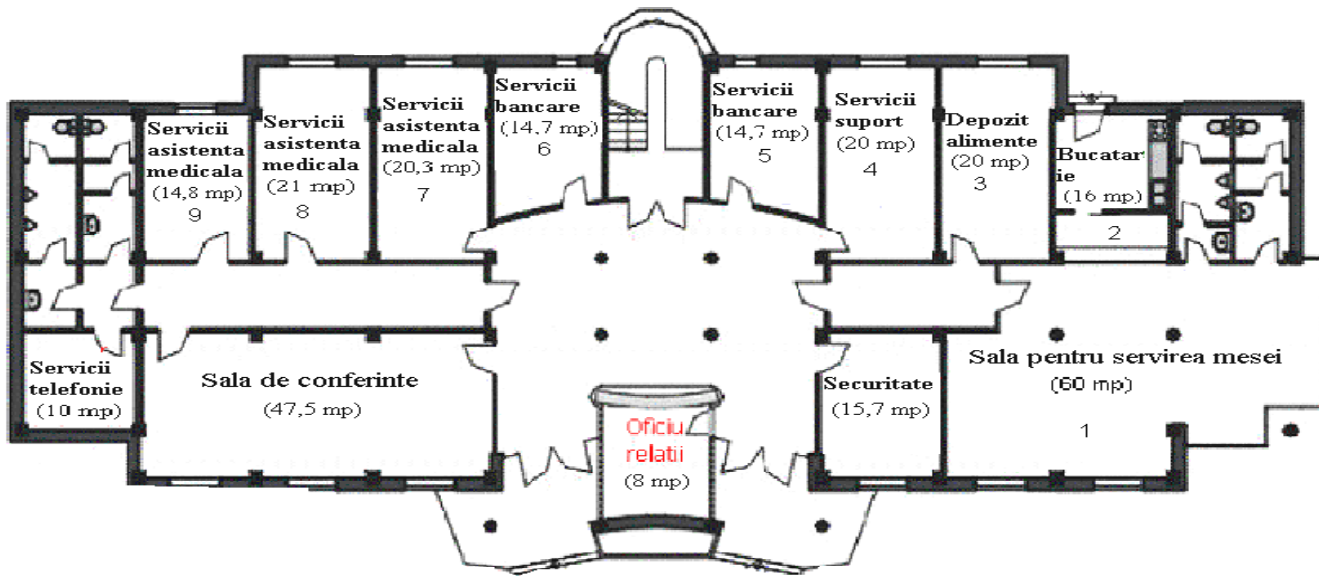 Servicii
asistenta
medicala
(14,8 mp)
9
Servicii
asistenta
medicala
(21 mp)
8
Servicii
asistenta
medicala
(20,3 mp)
7
Servicii
bancare
(14,7 mp)
6
Servicii
bancare
(14,7 mp)
5
Servicii
suport
(20 mp)
4
Depozit
alimente
(20 mp)
3
Bucatar
ie
(16 mp)
2
Servicii
telefonie
(10 mp)
Sala de conferinte
(47,5 mp)
Oficiu
relatii
(8 mp)
Securitate
(15,7 mp)
Sala pentru servirea mesei
(60 mp)
1